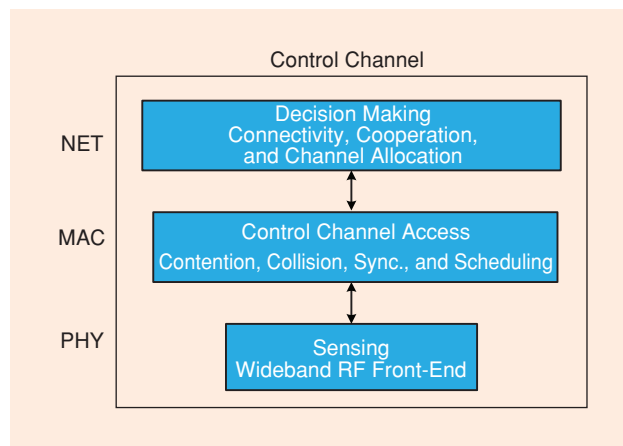 Control Channel
NET
Decision Making
Connectivity, Cooperation,
and Channel Allocation
MAC
Control Channel Access
Contention, Collision, Sync., and Scheduling
PHY
Sensing
Wideband RF Front-End